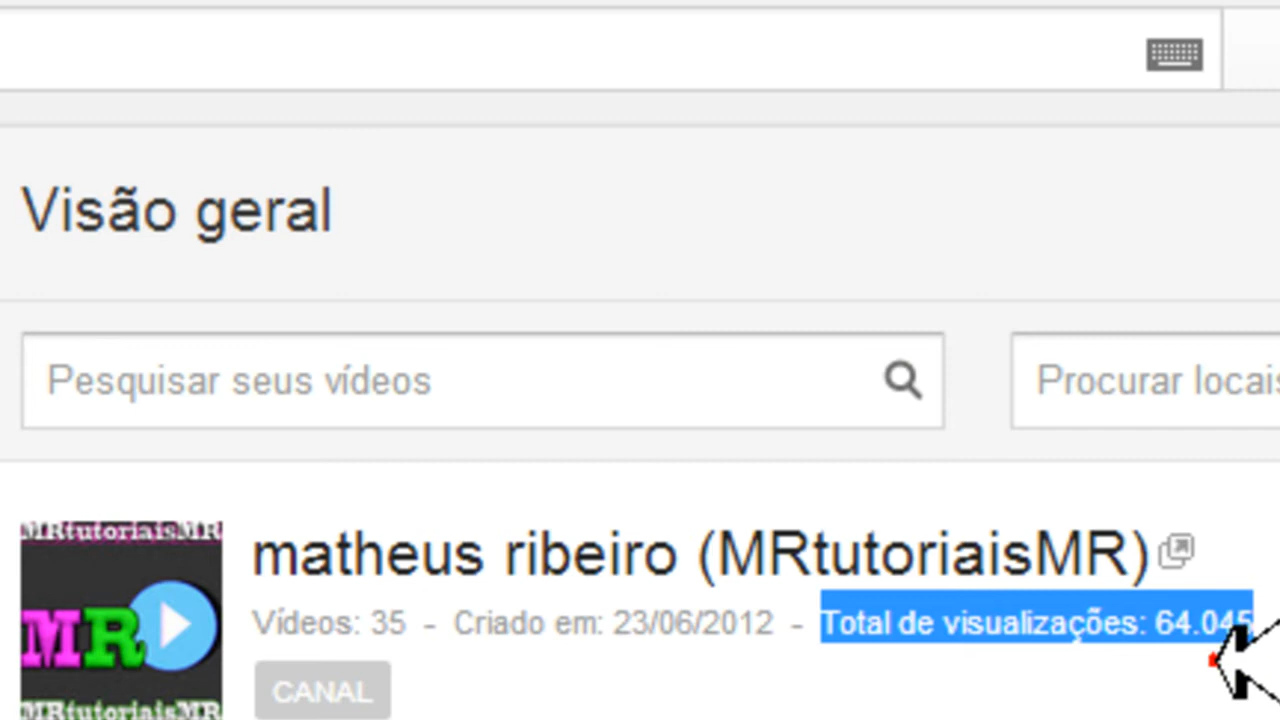 Visão geral
Pesquisar seus vídeos
Procurar locais
MRtutoriaisMR
matheus ribeiro (MRtutoriaisMR)
Vídeos: 35 - Criado em: 23/06/2012 - Total de visualizações: 64.045
MR
CANAL
MRtutoriaisMR